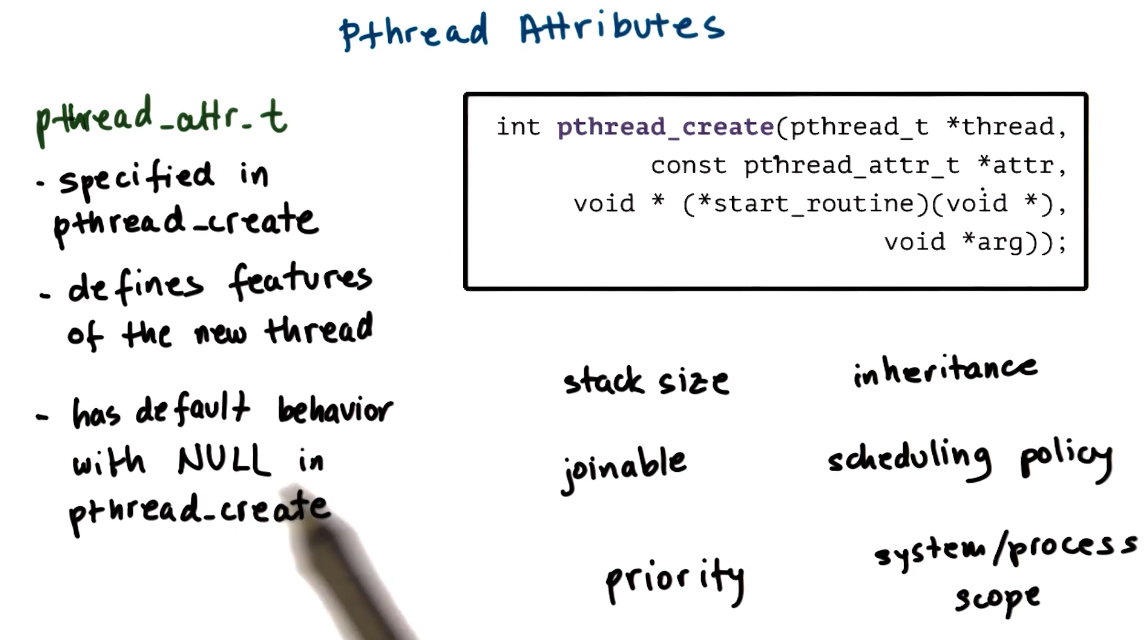 Pthread Attributes
pthread_attr_t
- specified in
pthread_create
- defines features
of the new thread
- has default behavior
with NULL in
pthread_create
int pthread_create(pthread_t *thread,
const pthread_attr_t *attr,
void * (*start_routine)(void *),
void *arg));
stack size
inheritance
joinable
scheduling policy
priority
system/process
scope